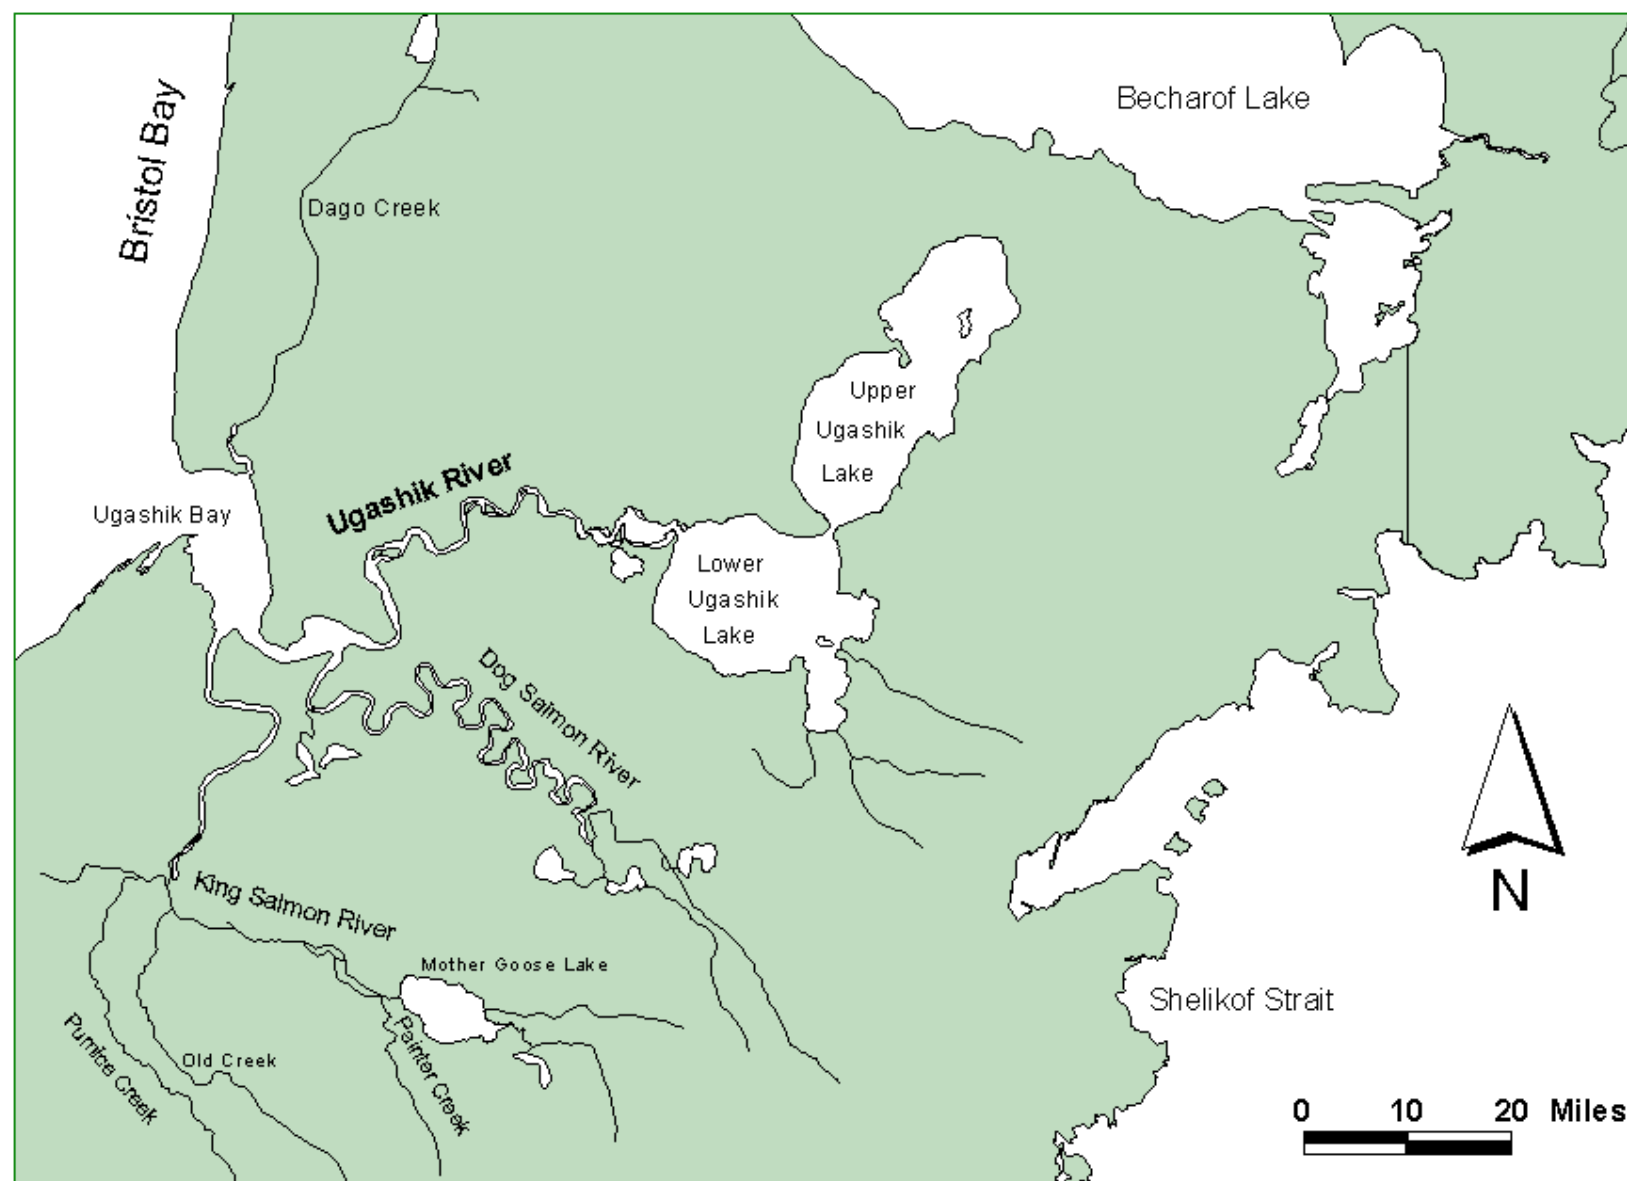 Becharof Lake
Bristol Bay
Dago Creek
Upper
Ugashik
Lake
Ugashik River
Ugashik Bay
Lower
Ugashik
Lake
Dog Salmon River
King Salmon River
N
Mother Goose Lake
Shelikof Strait
Pumice Creek
Old Creek
Painter Creek
0 10 20 Miles